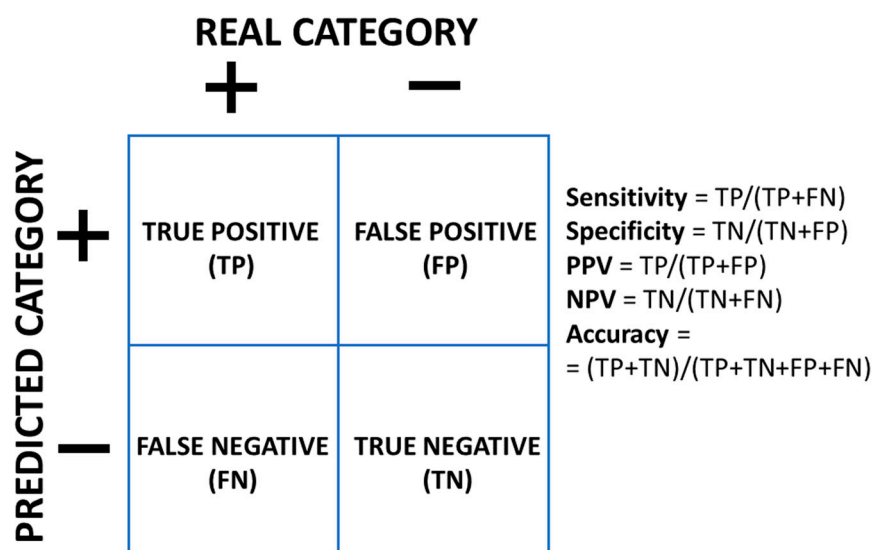 REAL CATEGORY
+ −
PREDICTED CATEGORY
+
TRUE POSITIVE
(TP)
FALSE POSITIVE
(FP)
−
FALSE NEGATIVE
(FN)
TRUE NEGATIVE
(TN)
Sensitivity = TP/(TP+FN)
Specificity = TN/(TN+FP)
PPV = TP/(TP+FP)
NPV = TN/(TN+FN)
Accuracy =
= (TP+TN)/(TP+TN+FP+FN)